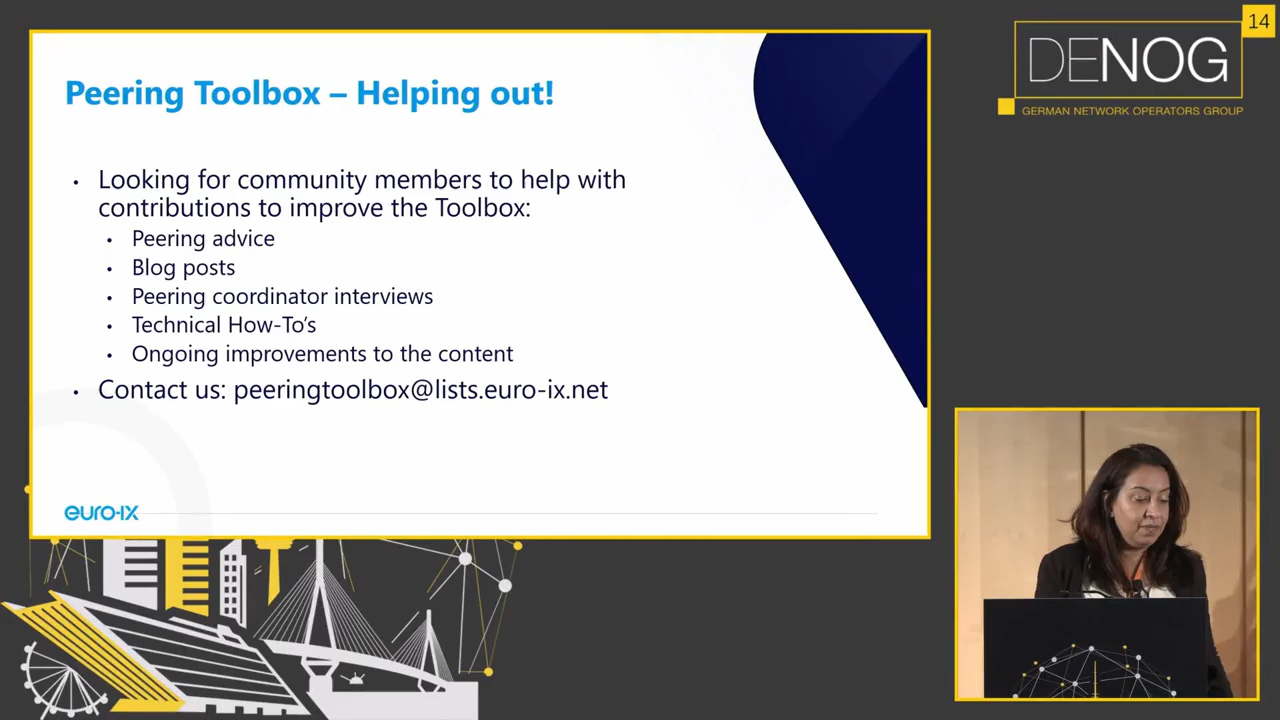 Peering Toolbox – Helping out!
• Looking for community members to help with
contributions to improve the Toolbox:
• Peering advice
• Blog posts
• Peering coordinator interviews
• Technical How-To’s
• Ongoing improvements to the content
• Contact us: peeringtoolbox@lists.euro-ix.net
euro-ix
14
DENOG
GERMAN NETWORK OPERATORS GROUP